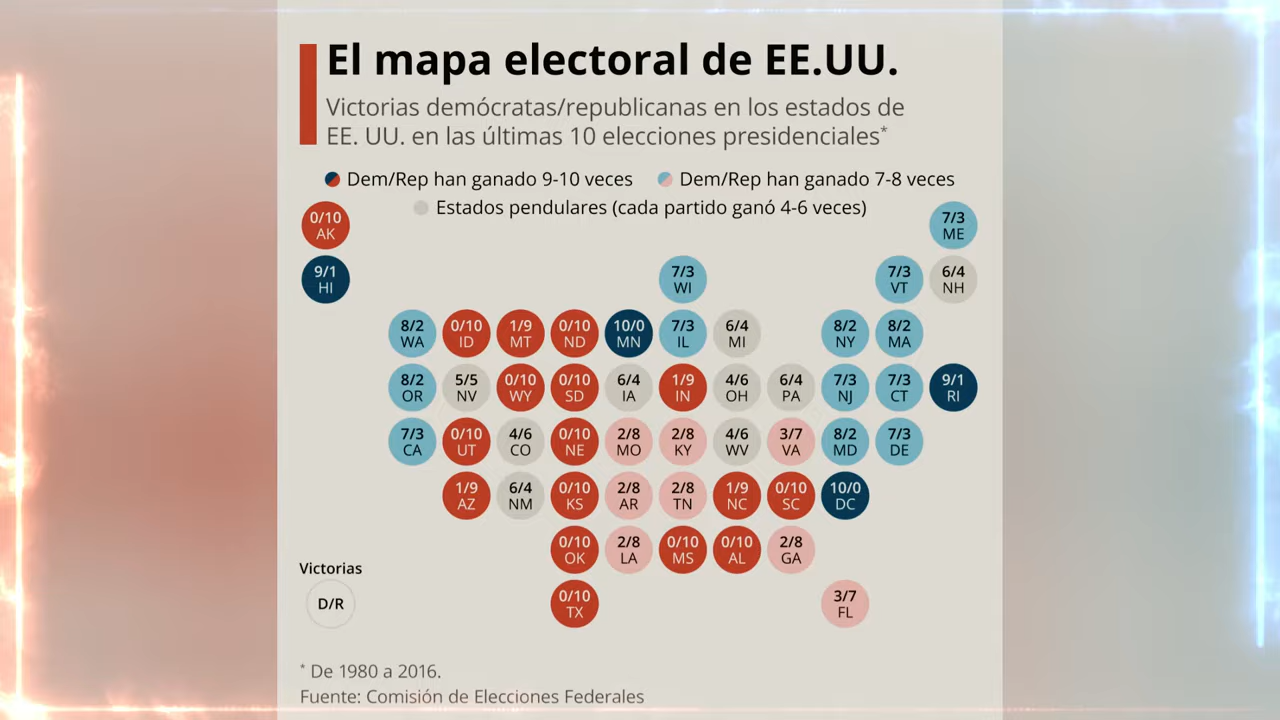 El mapa electoral de EE.UU.
Victorias demócratas/republicanas en los estados de
EE. UU. en las últimas 10 elecciones presidenciales*
Dem/Rep han ganado 9-10 veces
Dem/Rep han ganado 7-8 veces
Estados pendulares (cada partido ganó 4-6 veces)
0/10
AK
7/3
ME
9/1
HI
7/3
WI
7/3
VT
6/4
NH
8/2
WA
0/10
ID
1/9
MT
0/10
ND
10/0
MN
7/3
IL
6/4
MI
8/2
NY
8/2
MA
8/2
OR
5/5
NV
0/10
WY
0/10
SD
6/4
IA
1/9
IN
4/6
OH
6/4
PA
7/3
NJ
7/3
CT
9/1
RI
7/3
CA
0/10
UT
4/6
CO
0/10
NE
2/8
MO
2/8
KY
4/6
WV
3/7
VA
8/2
MD
7/3
DE
1/9
AZ
6/4
NM
0/10
KS
2/8
AR
2/8
TN
1/9
NC
0/10
SC
10/0
DC
0/10
OK
2/8
LA
0/10
MS
0/10
AL
2/8
GA
0/10
TX
3/7
FL
Victorias
D/R
* De 1980 a 2016.
Fuente: Comisión de Elecciones Federales